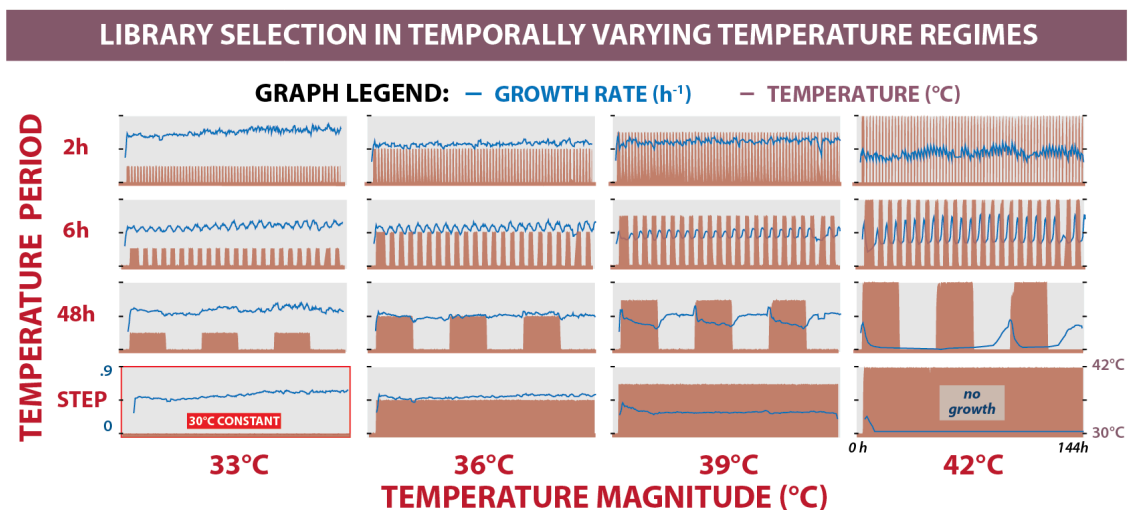 LIBRARY SELECTION IN TEMPORALLY VARYING TEMPERATURE REGIMES
GRAPH LEGEND: – GROWTH RATE (h⁻¹) – TEMPERATURE (°C)
TEMPERATURE PERIOD
2h
6h
48h
STEP
.9
0
30°C CONSTANT
no
growth
42°C
30°C
0 h
144h
33°C
36°C
39°C
42°C
TEMPERATURE MAGNITUDE (°C)